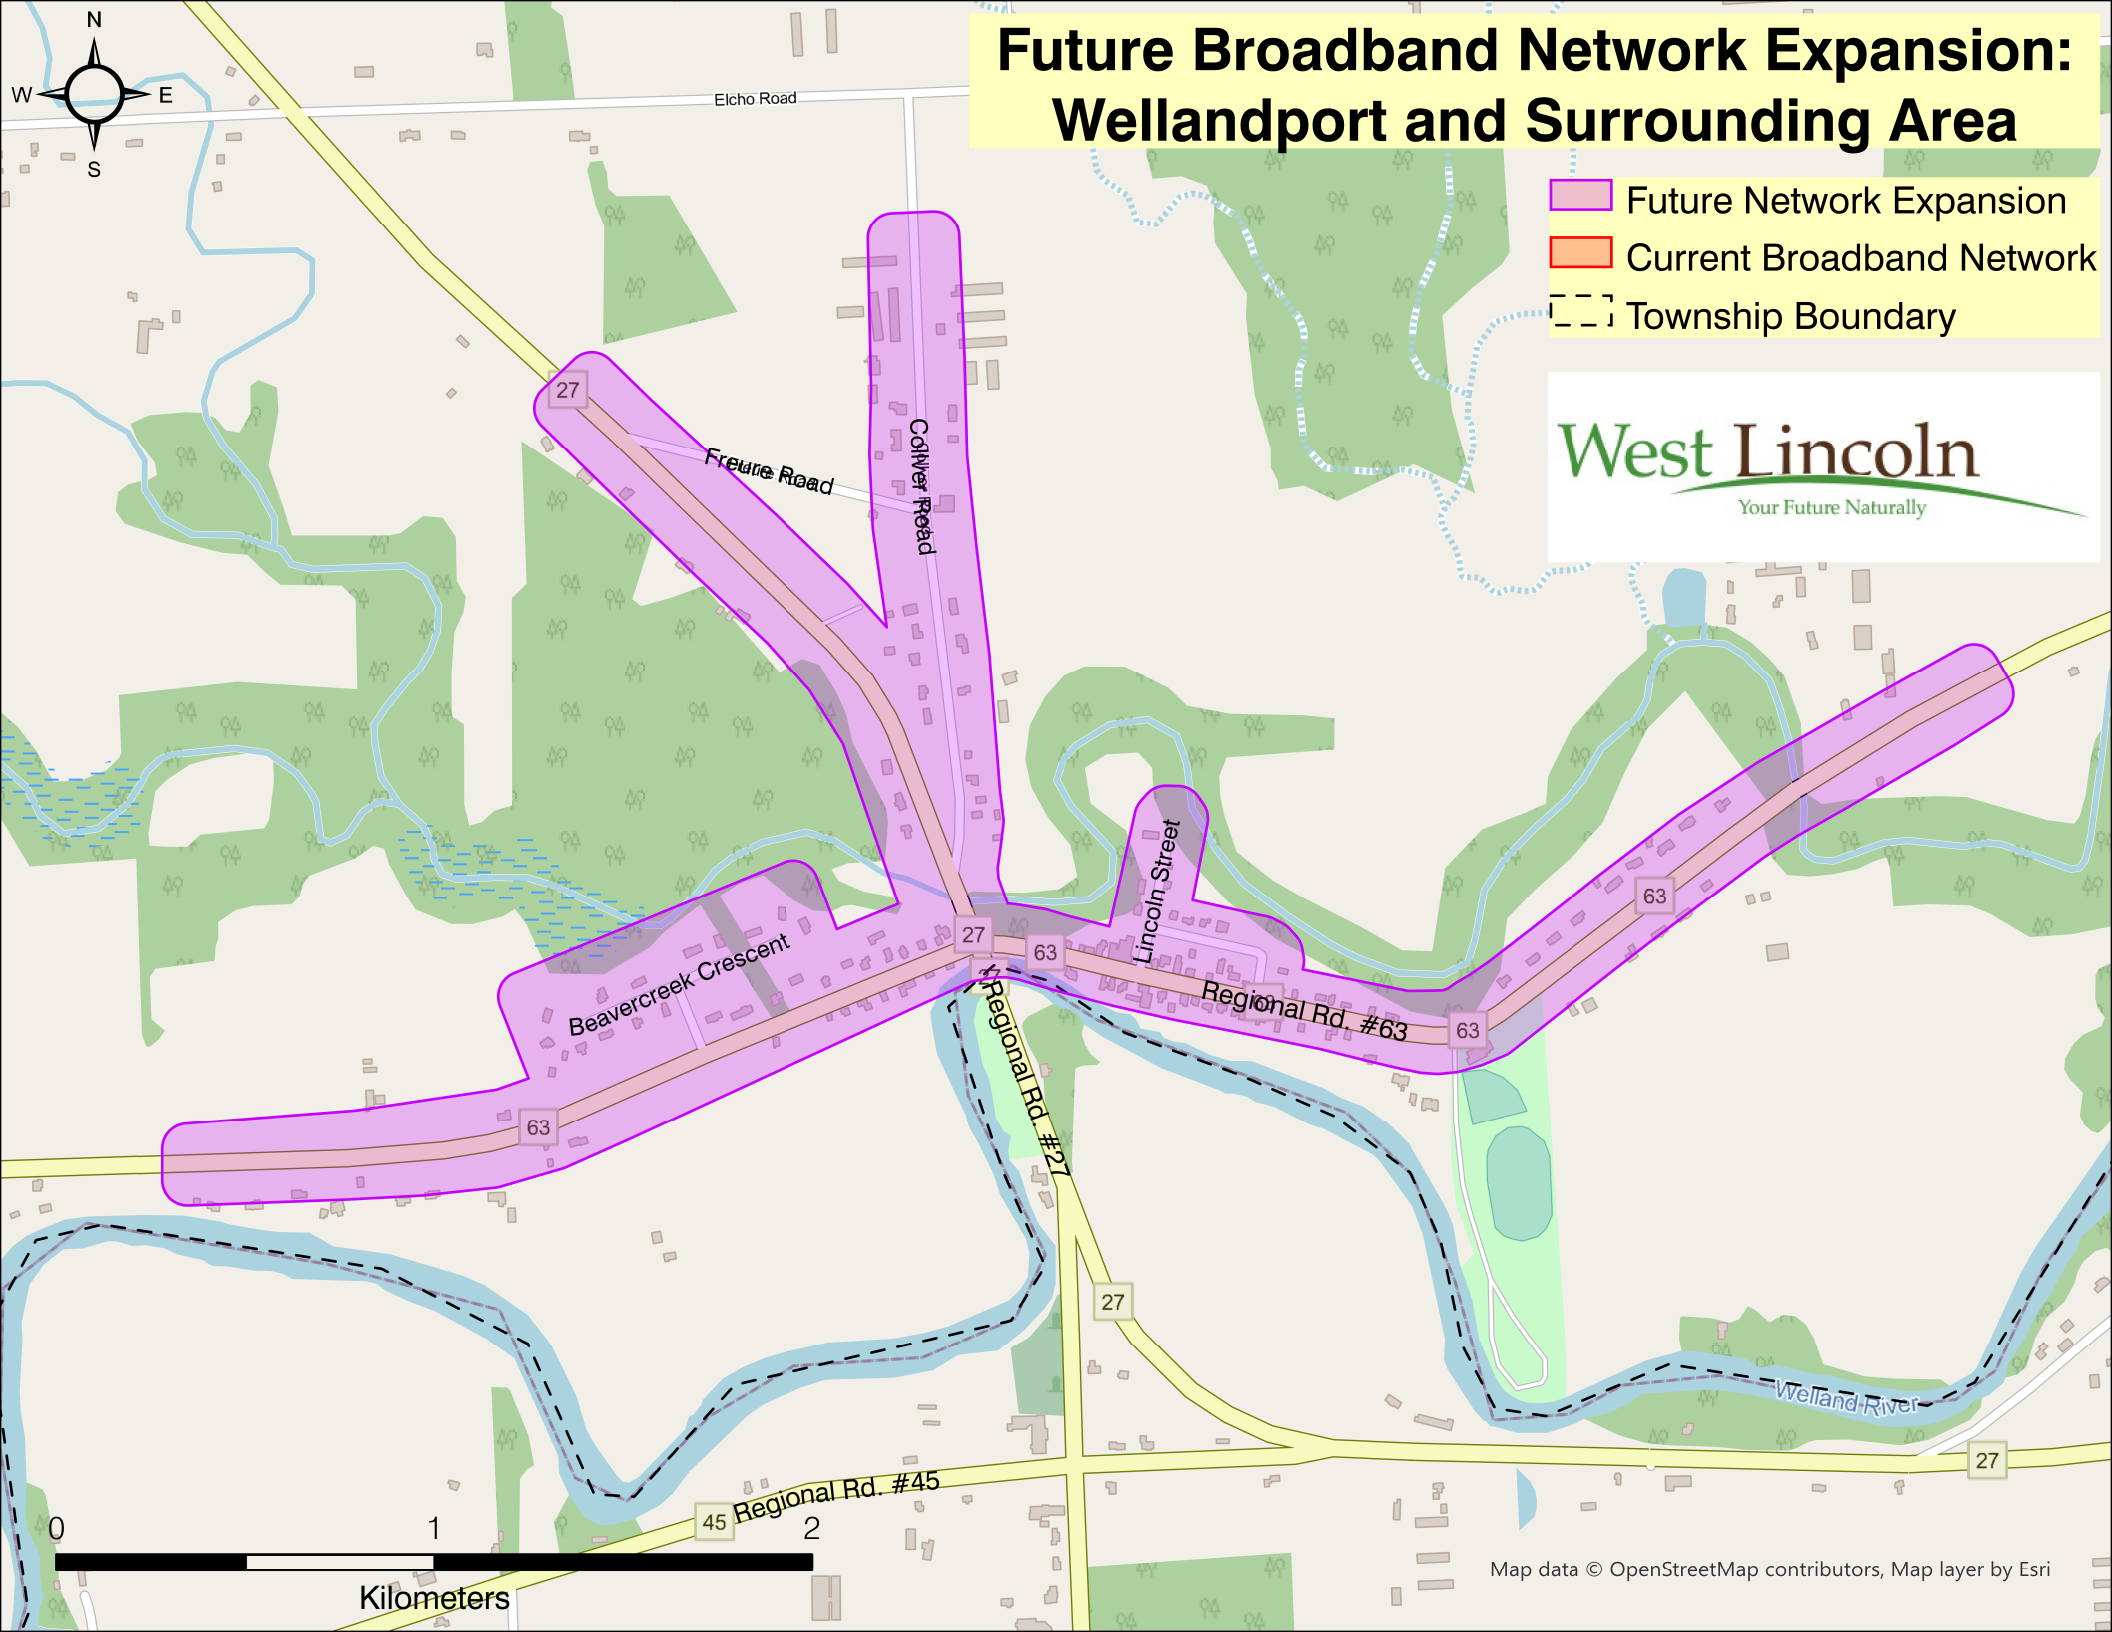 N
W
E
S
Future Broadband Network Expansion:
Wellandport and Surrounding Area
Elcho Road
Future Network Expansion
Current Broadband Network
Township Boundary
West Lincoln
Your Future Naturally
27
Freure Road
Colver Road
Lincoln Street
63
27
63
27
Beavercreek Crescent
Regional Rd. #63
63
63
Regional Rd. #27
63
27
Welland River
27
Regional Rd. #45
45
0
1
2
Kilometers
Map data © OpenStreetMap contributors, Map layer by Esri